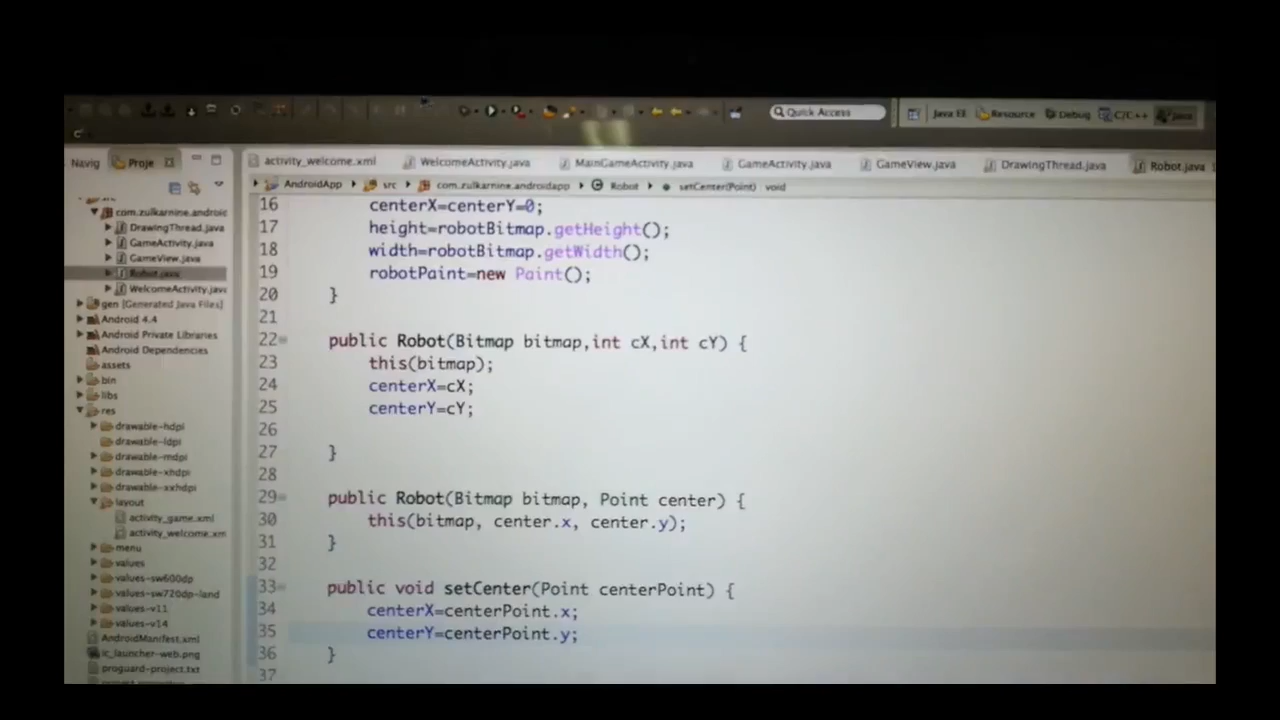 Quick Access
Java EE Resource Debug C/C++ Java
Navig Proje
activity_welcome.xml WelcomeActivity.java MainGameActivity.java GameActivity.java GameView.java DrawingThread.java Robot.java
AndroidApp src com.zulkarnine.androidapp Robot setCenter(Point) void
com.zulkarnine.android
DrawingThread.java
GameActivity.java
GameView.java
Robot.java
WelcomeActivity.java
gen [Generated Java Files]
Android 4.4
Android Private Libraries
Android Dependencies
assets
bin
libs
res
drawable-hdpi
drawable-ldpi
drawable-mdpi
drawable-xhdpi
drawable-xxhdpi
layout
activity_game.xml
activity_welcome.xm
menu
values
values-sw600dp
values-sw720dp-land
values-v11
values-v14
AndroidManifest.xml
ic_launcher-web.png
proguard-project.txt
16 centerX=centerY=0;
17 height=robotBitmap.getHeight();
18 width=robotBitmap.getWidth();
19 robotPaint=new Paint();
20 }
21
22 public Robot(Bitmap bitmap,int cX,int cY) {
23 this(bitmap);
24 centerX=cX;
25 centerY=cY;
26
27 }
28
29 public Robot(Bitmap bitmap, Point center) {
30 this(bitmap, center.x, center.y);
31 }
32
33 public void setCenter(Point centerPoint) {
34 centerX=centerPoint.x;
35 centerY=centerPoint.y;
36 }
37